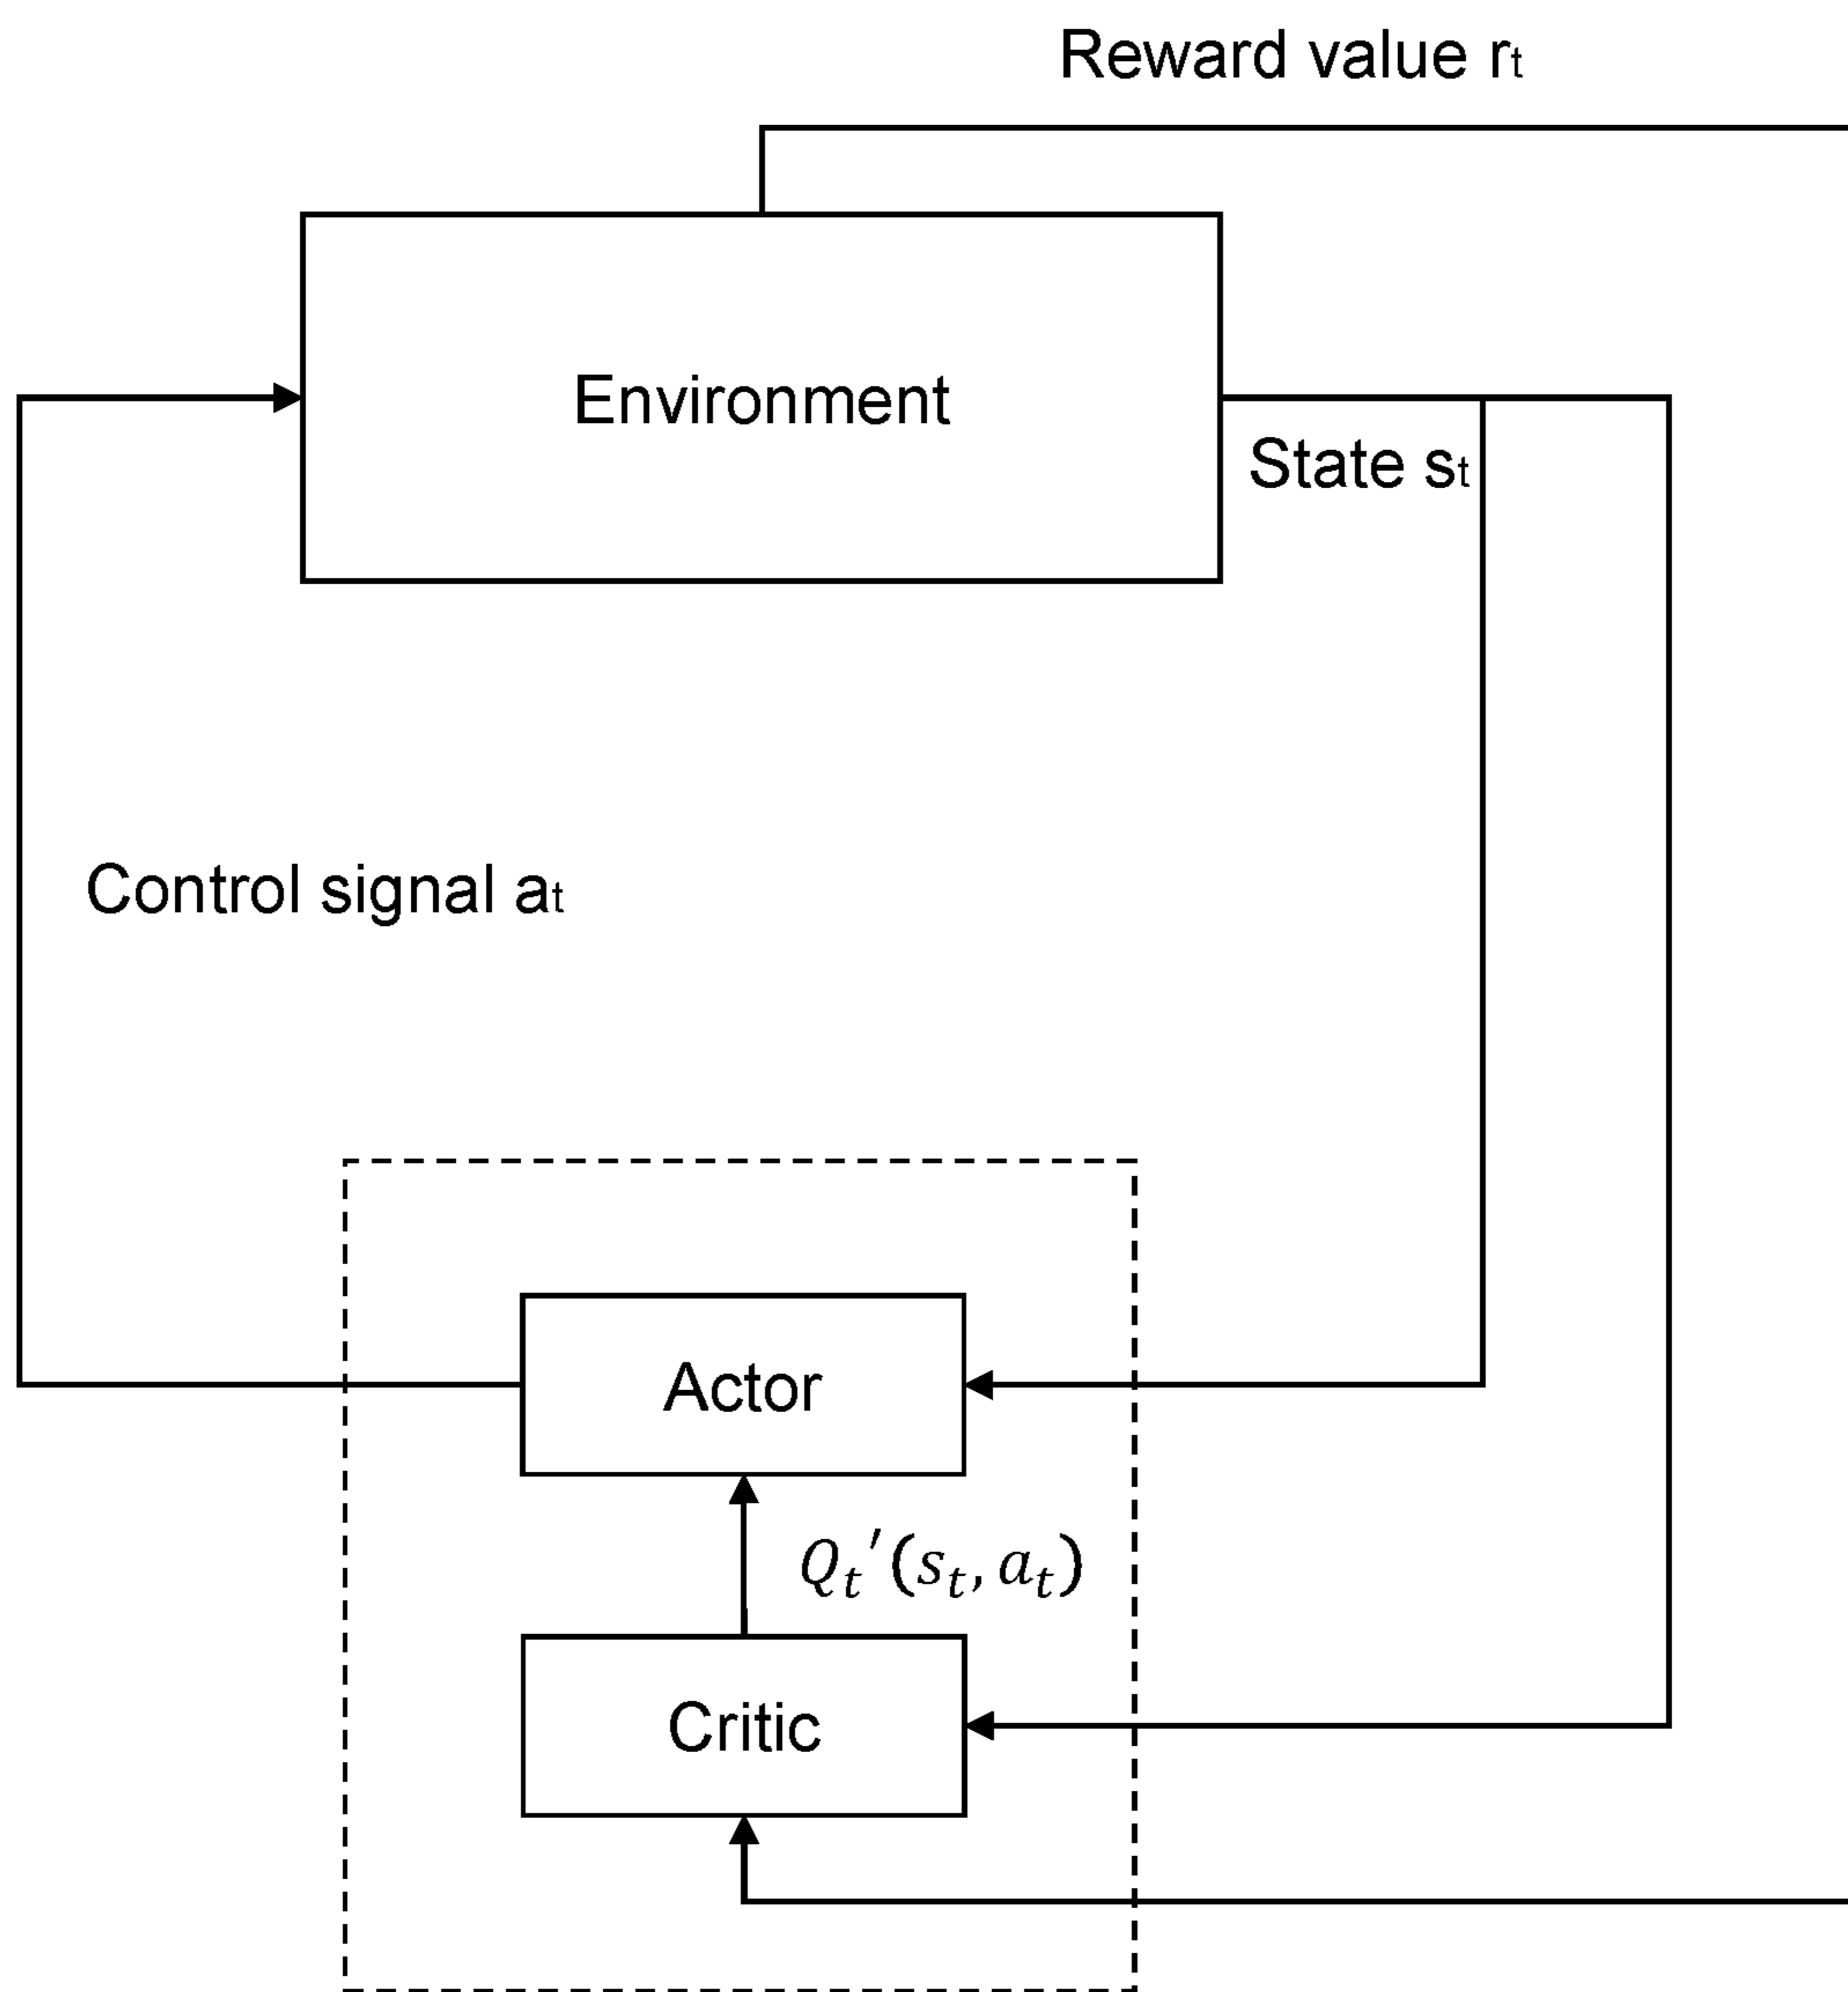 Reward value rt
Environment
State st
Control signal at
Actor
Qt′(st, at)
Critic